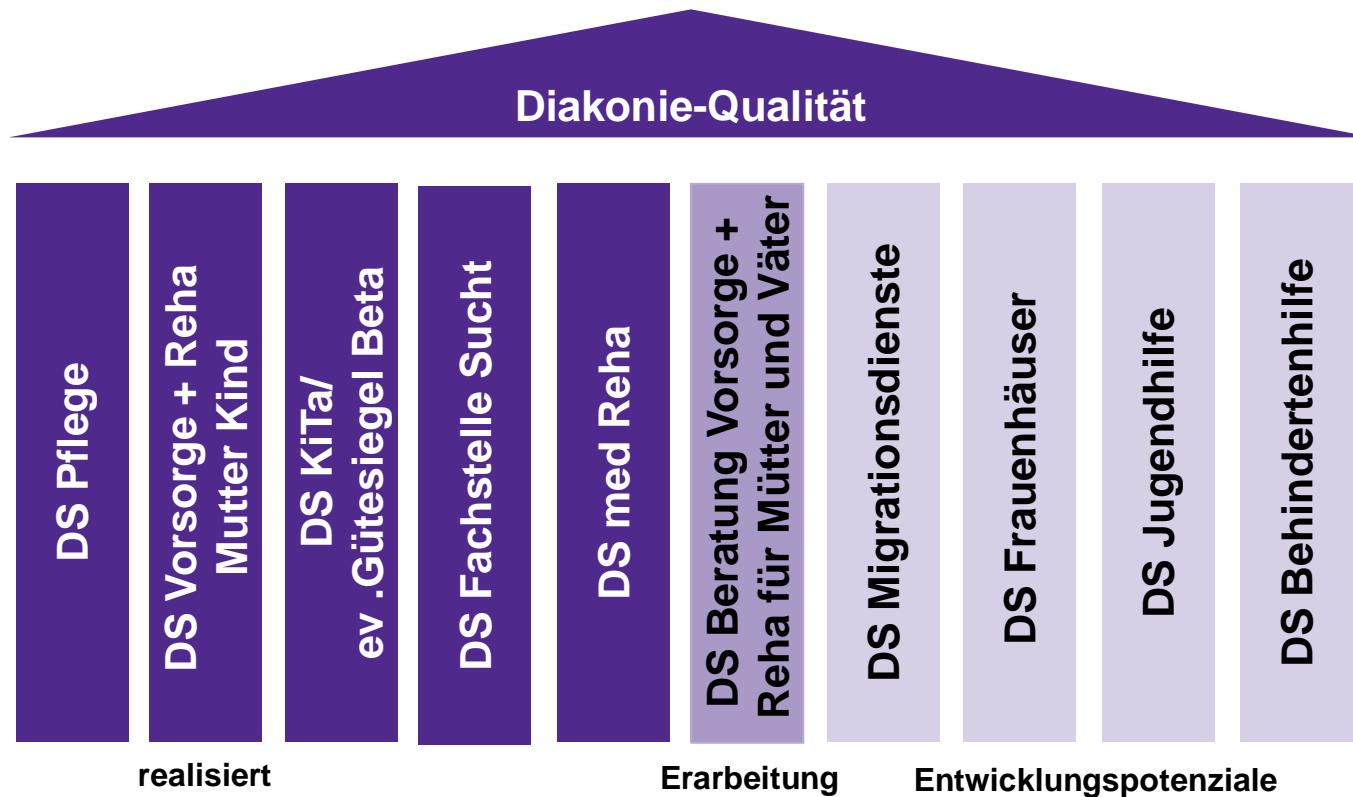 Diakonie-Qualität
DS Pflege
DS Vorsorge + Reha
Mutter Kind
DS KiTa/
ev .Gütesiegel Beta
DS Fachstelle Sucht
DS med Reha
DS Beratung Vorsorge +
Reha für Mütter und Väter
DS Migrationsdienste
DS Frauenhäuser
DS Jugendhilfe
DS Behindertenhilfe
realisiert
Erarbeitung
Entwicklungspotenziale